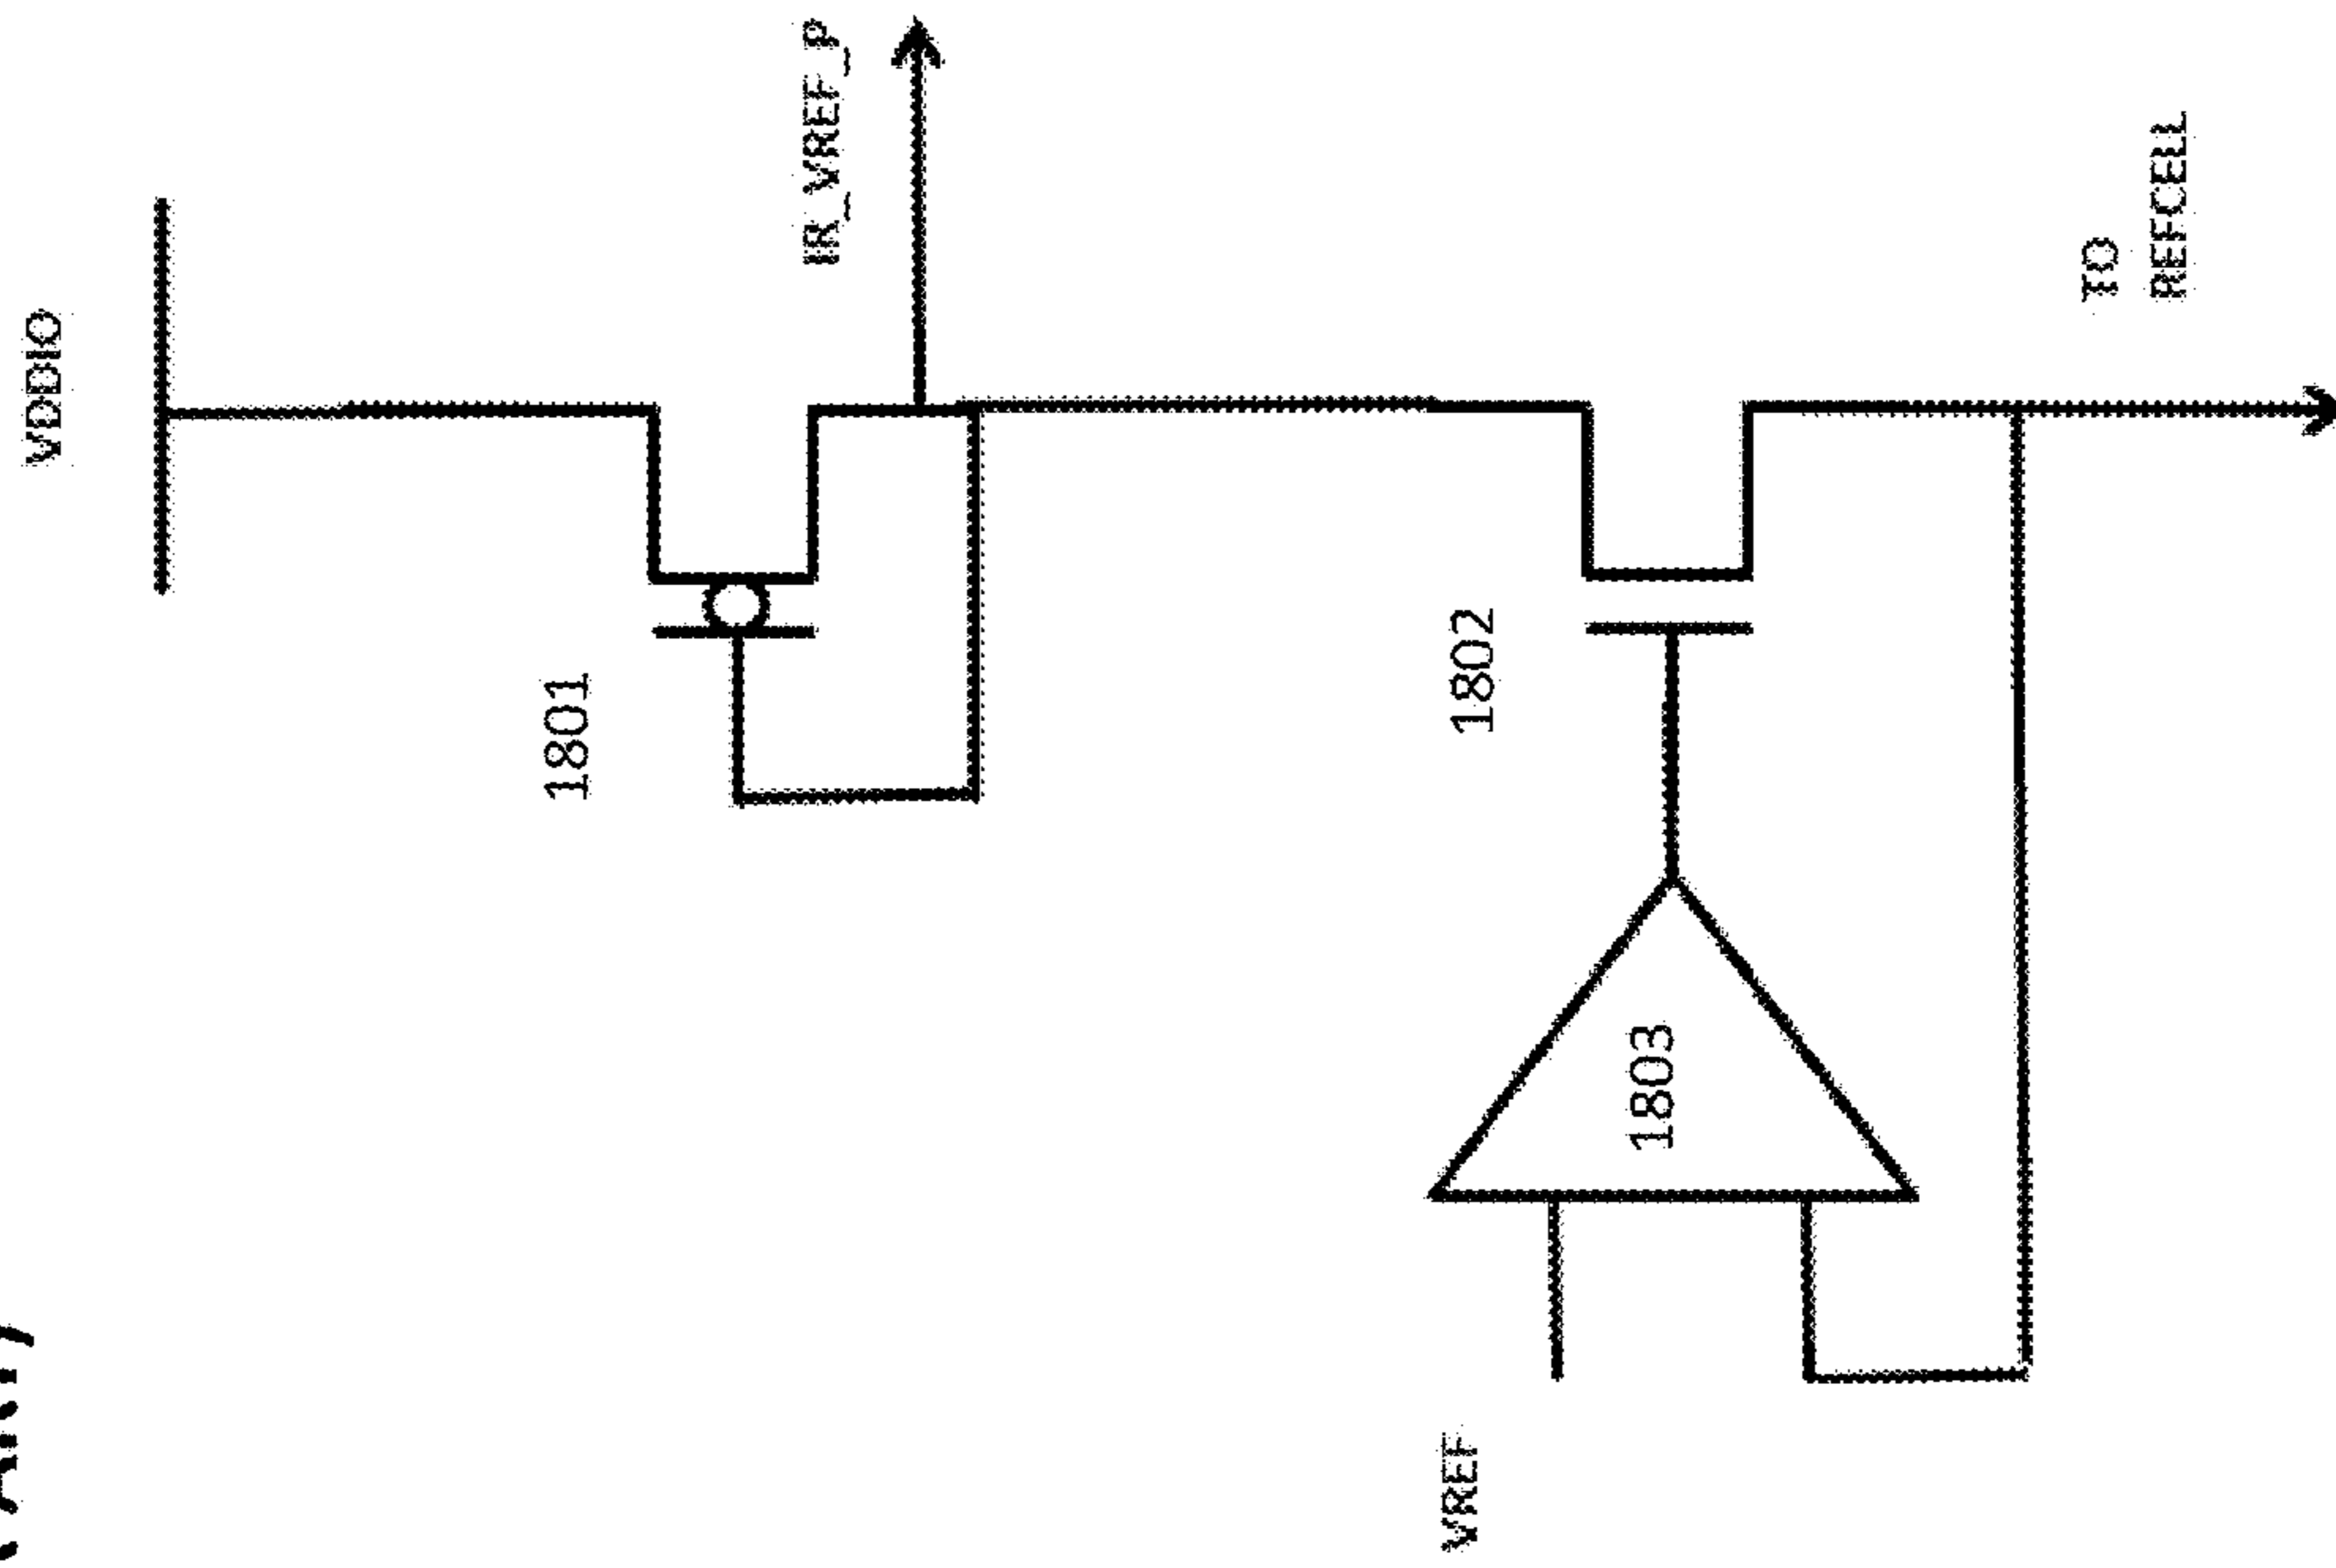 VDDIO
IR_VREF_P
1801
1802
1803
VREF
TO
REFCELL